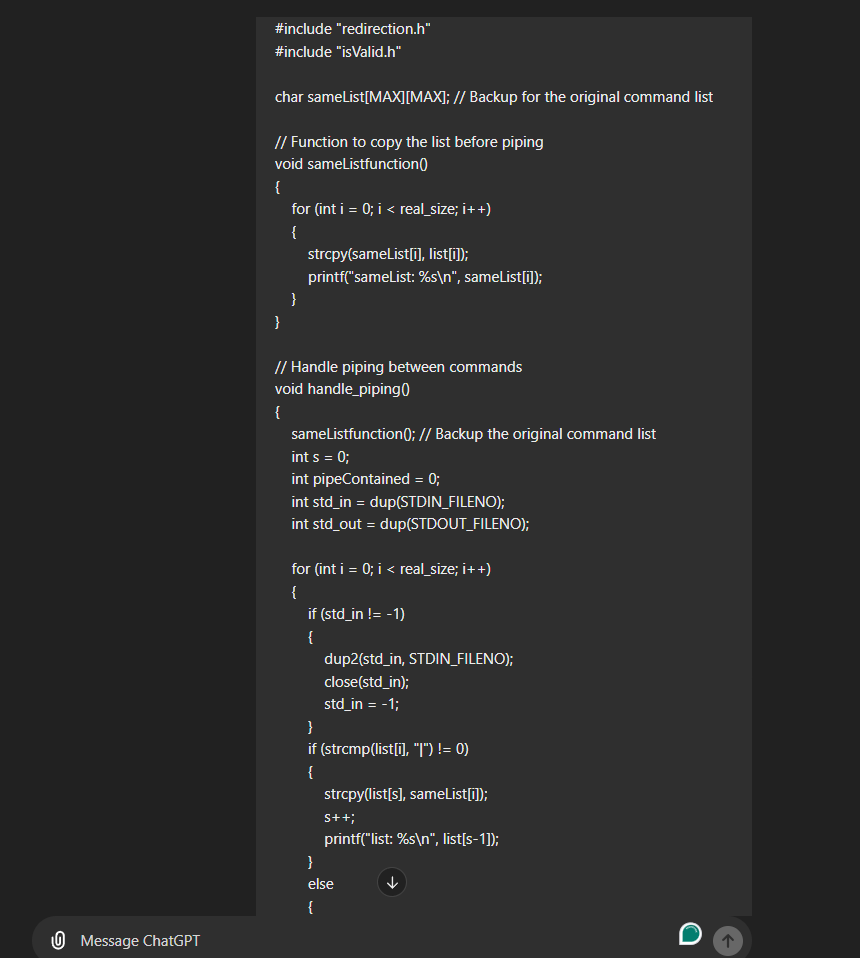 #include "redirection.h"
#include "isValid.h"
char sameList[MAX][MAX]; // Backup for the original command list
// Function to copy the list before piping
void sameListfunction()
{
for (int i = 0; i < real_size; i++)
{
strcpy(sameList[i], list[i]);
printf("sameList: %s\n", sameList[i]);
}
}
// Handle piping between commands
void handle_piping()
{
sameListfunction(); // Backup the original command list
int s = 0;
int pipeContained = 0;
int std_in = dup(STDIN_FILENO);
int std_out = dup(STDOUT_FILENO);
for (int i = 0; i < real_size; i++)
{
if (std_in != -1)
{
dup2(std_in, STDIN_FILENO);
close(std_in);
std_in = -1;
}
if (strcmp(list[i], "|") != 0)
{
strcpy(list[s], sameList[i]);
s++;
printf("list: %s\n", list[s-1]);
}
else
{
Message ChatGPT